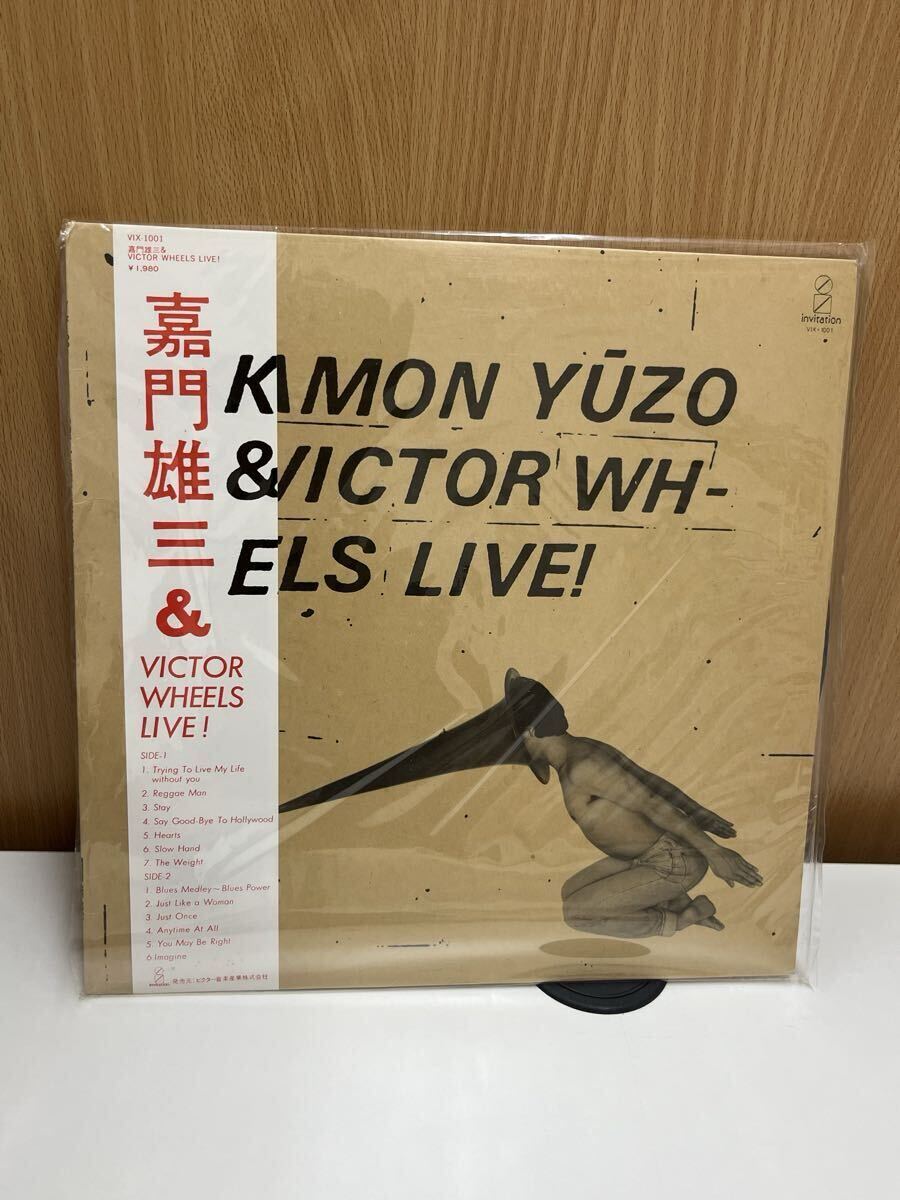 VIX-1001
嘉門雄三&
VICTOR WHEELS LIVE!
¥1,980
嘉門雄三&
VICTOR
WHEELS
LIVE!
SIDE-1
1. Trying To Live My Life
without you
2. Reggae Man
3. Stay
4. Say Good-Bye To Hollywood
5. Hearts
6. Slow Hand
7. The Weight
SIDE-2
1. Blues Medley~Blues Power
2. Just Like a Woman
3. Just Once
4. Anytime At All
5 You May Be Right
6 Imagine
invitation
発売元:ビクター音楽産業株式会社
invitation
VIX-1001
KAMON YŪZO
&VICTOR WH-
ELS LIVE!